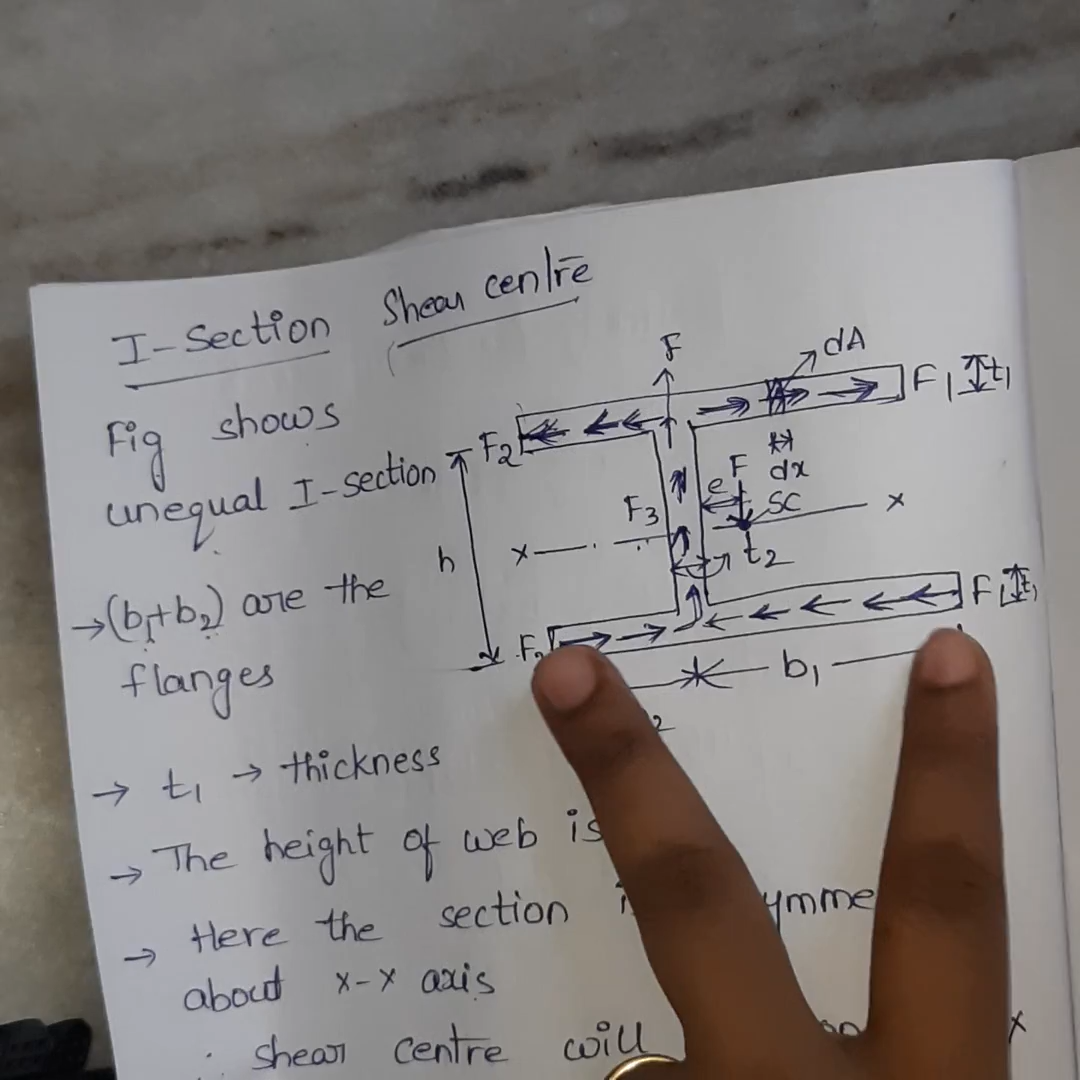 I-Section Shear centre
Fig shows
unequal I-section
→(b1+b2) are the
flanges
→ t1 → thickness
→ The height of web is
→ Here the section
about x-x axis
∴ shear centre will
x
F
dA
F1
t1
F2
dx
F
e
SC
x
F3
x
t2
h
F1
t1
b1
2